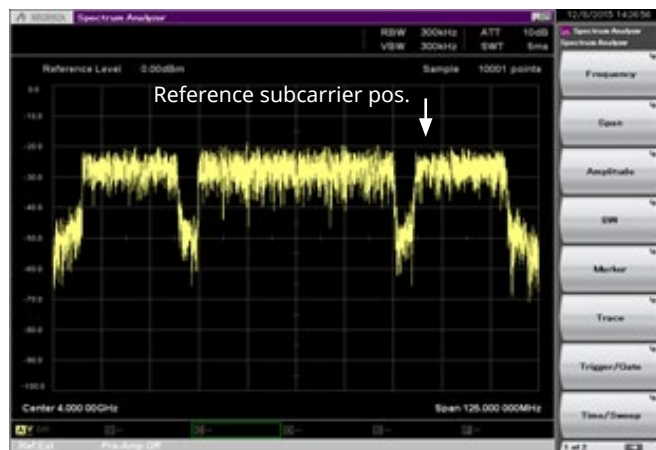 Spectrum Analyzer
12/8/2015 14:26:56
RBW 300kHz ATT 10dB
VBW 300kHz SWT 5ms
Spectrum Analyzer
Spectrum Analyzer
Reference Level 0.00dBm Sample 10001 points
Frequency
0.0
Reference subcarrier pos.
-10.0
Span
-20.0
Amplitude
-30.0
-40.0
BW
-50.0
Marker
-60.0
-70.0
Trace
-80.0
-90.0
Trigger/Gate
-100.0
Center 4.000 00GHz Span 125.000 000MHz
Time/Sweep
Ref.Ext Pre-Amp Off
1 of 2